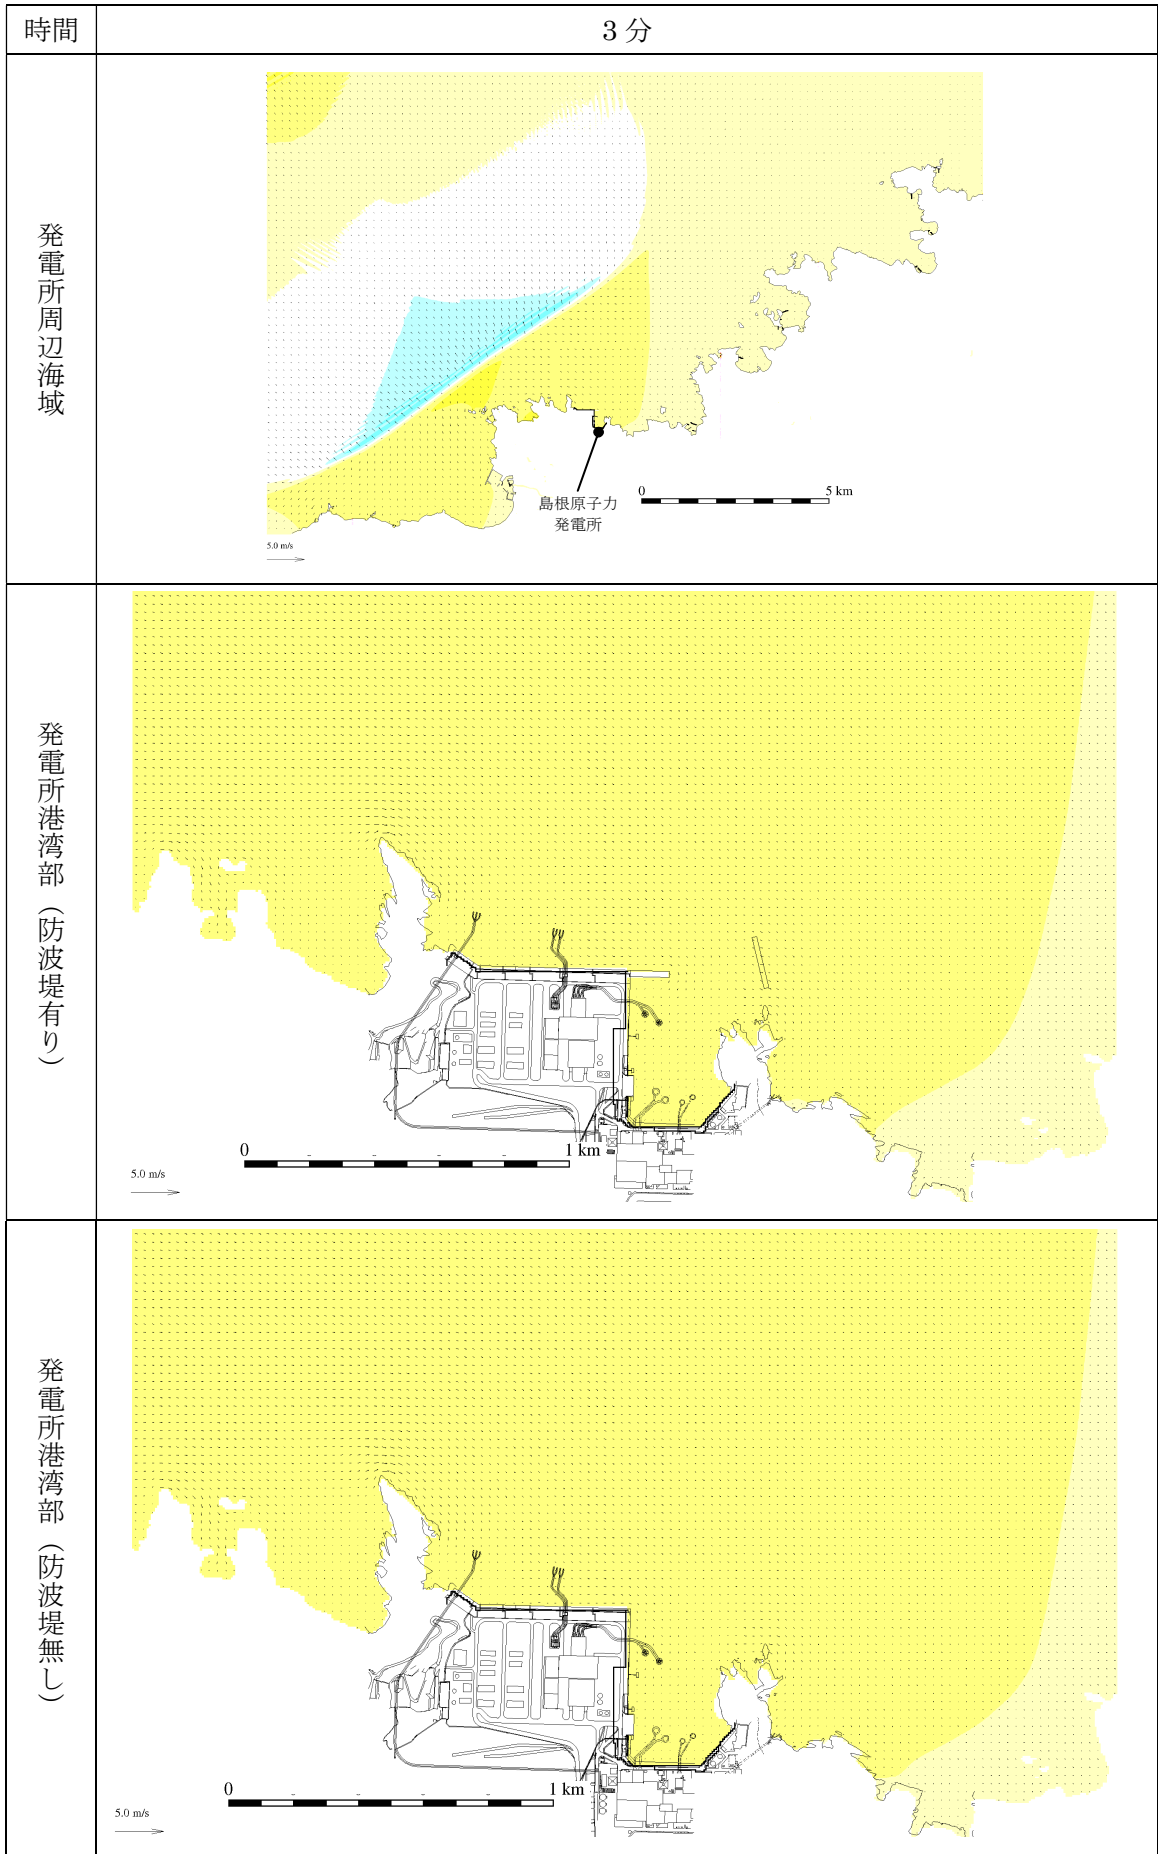 時間
3分
発電所周辺海域
島根原子力
発電所
0 5 km
5.0 m/s
発電所港湾部（防波堤有り）
0 1 km
5.0 m/s
発電所港湾部（防波堤無し）
0 1 km
5.0 m/s